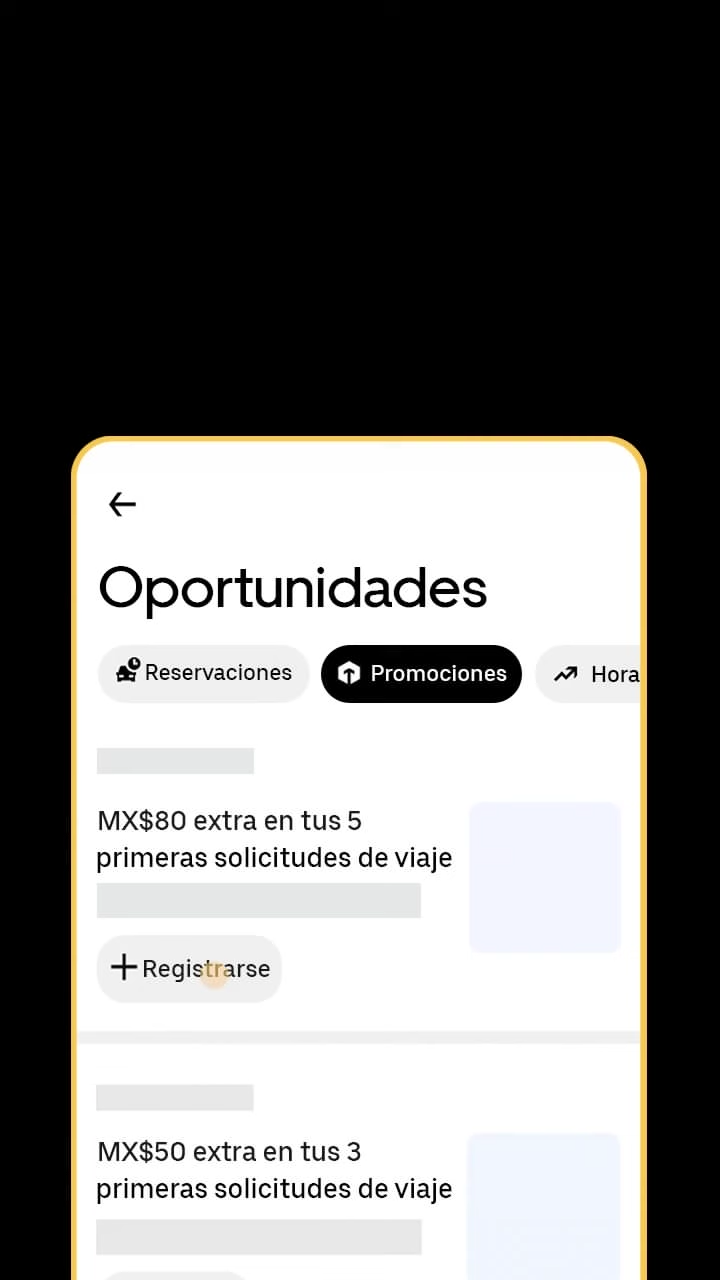 Oportunidades
Reservaciones Promociones Hora
MX$80 extra en tus 5
primeras solicitudes de viaje
Registrarse
MX$50 extra en tus 3
primeras solicitudes de viaje